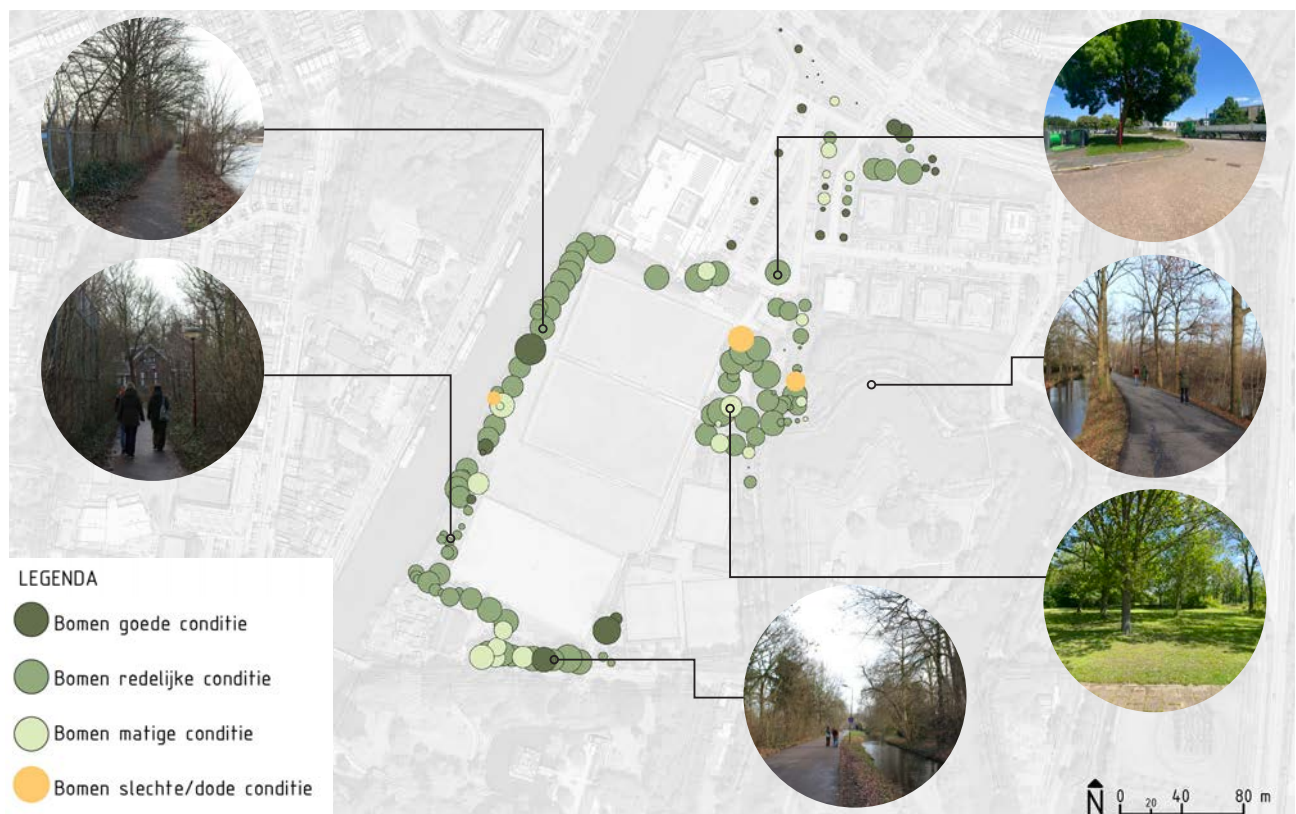 LEGENDA
Bomen goede conditie
Bomen redelijke conditie
Bomen matige conditie
Bomen slechte/dode conditie
N 0 20 40 80 m